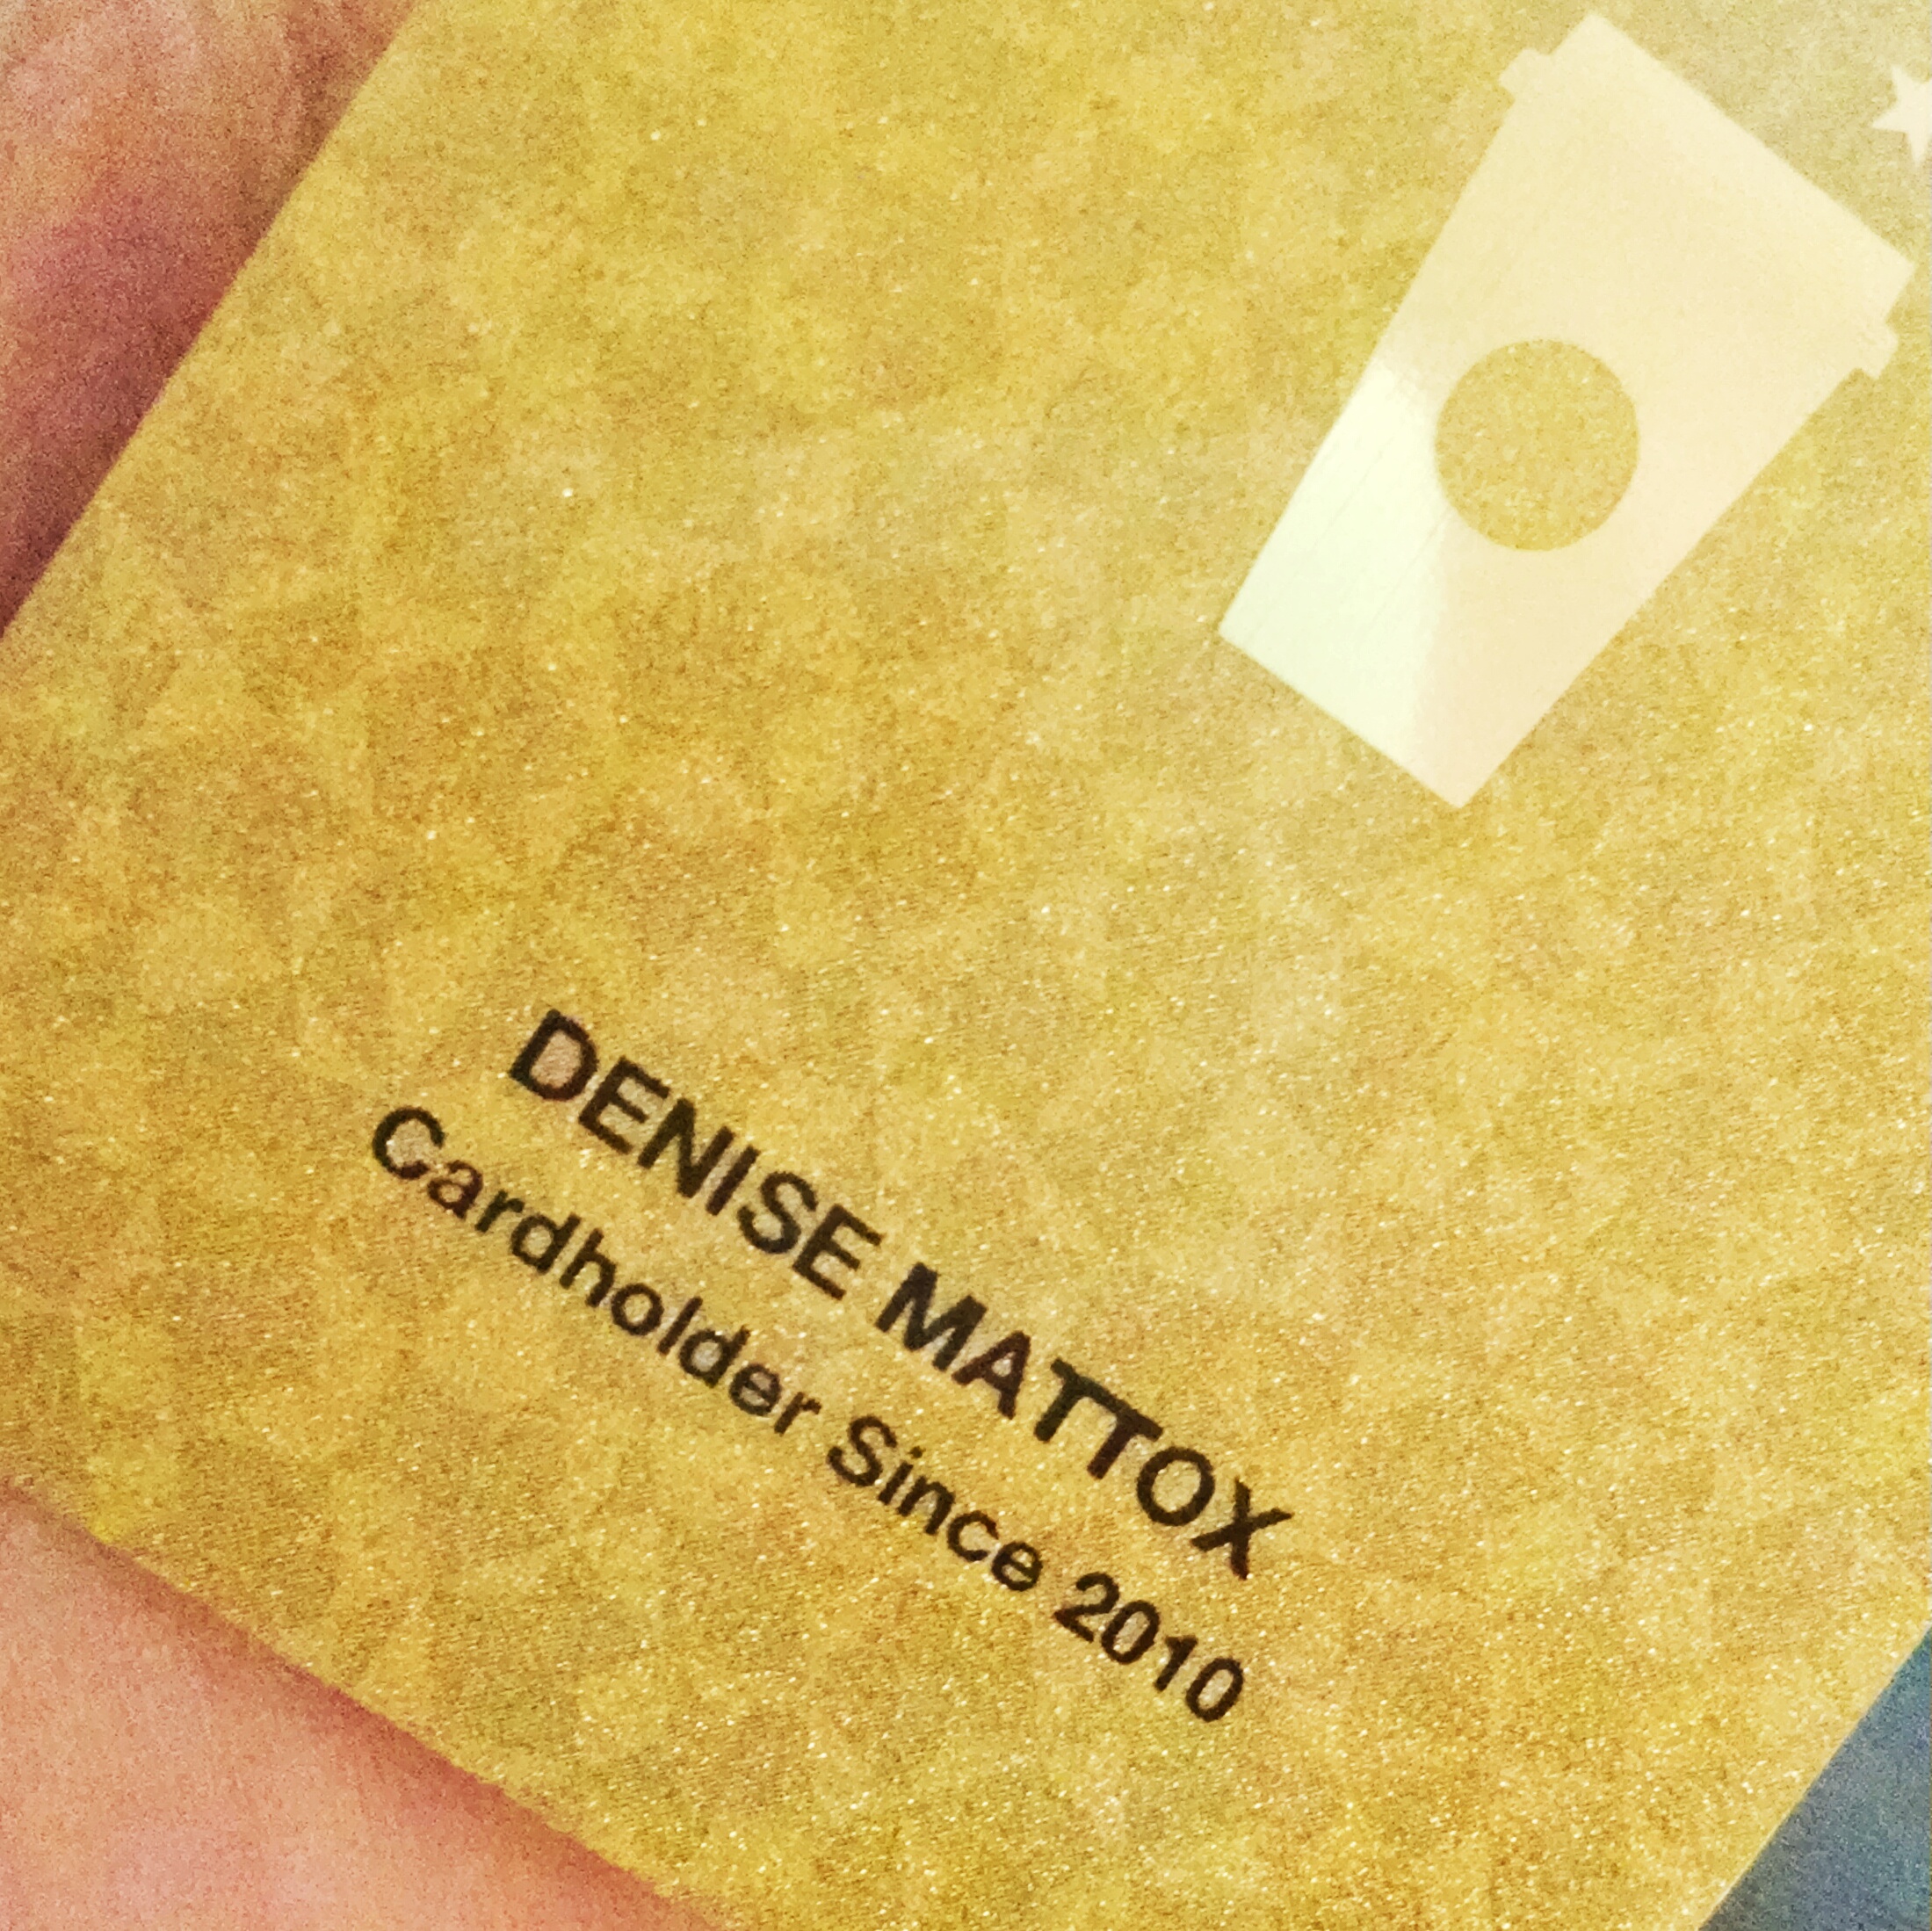 DENISE MATTOX
Cardholder Since 2010